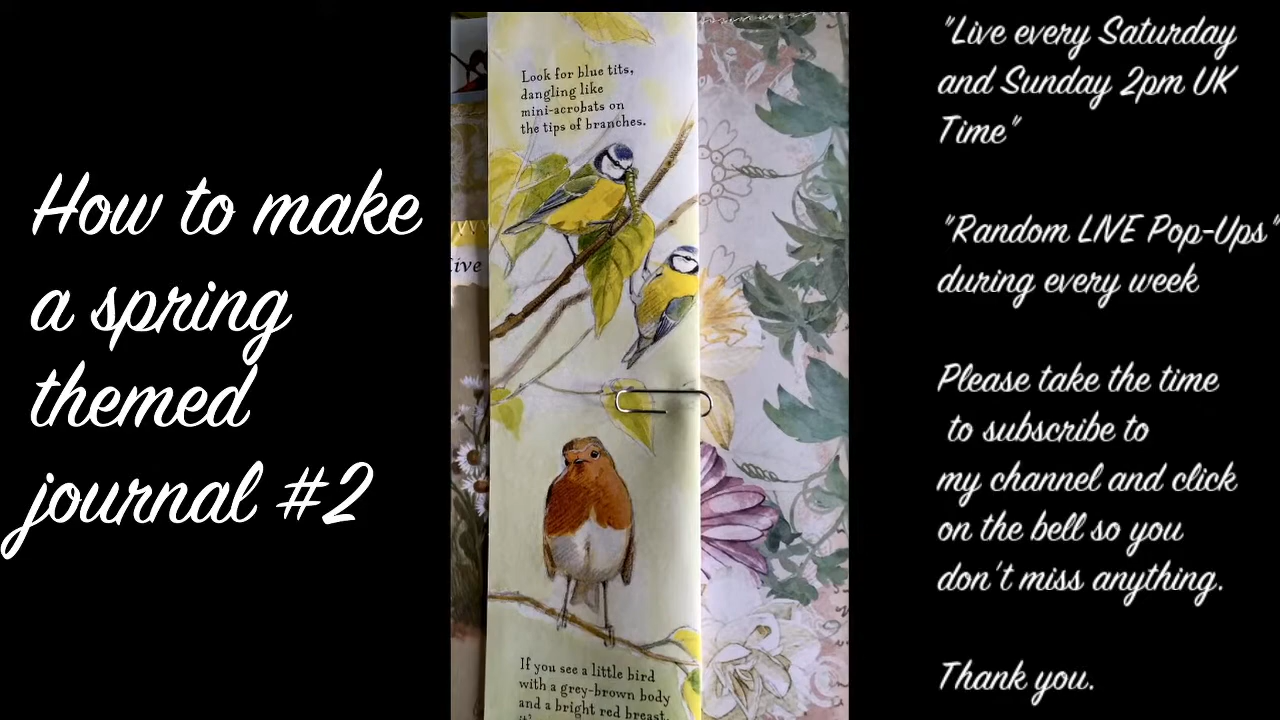 How to make
a spring
themed
journal #2
Look for blue tits,
dangling like
mini-acrobats on
the tips of branches.
If you see a little bird
with a grey-brown body
and a bright red breast,
"Live every Saturday
and Sunday 2pm UK
Time"
"Random LIVE Pop-Ups"
during every week
Please take the time
to subscribe to
my channel and click
on the bell so you
don't miss anything.
Thank you.